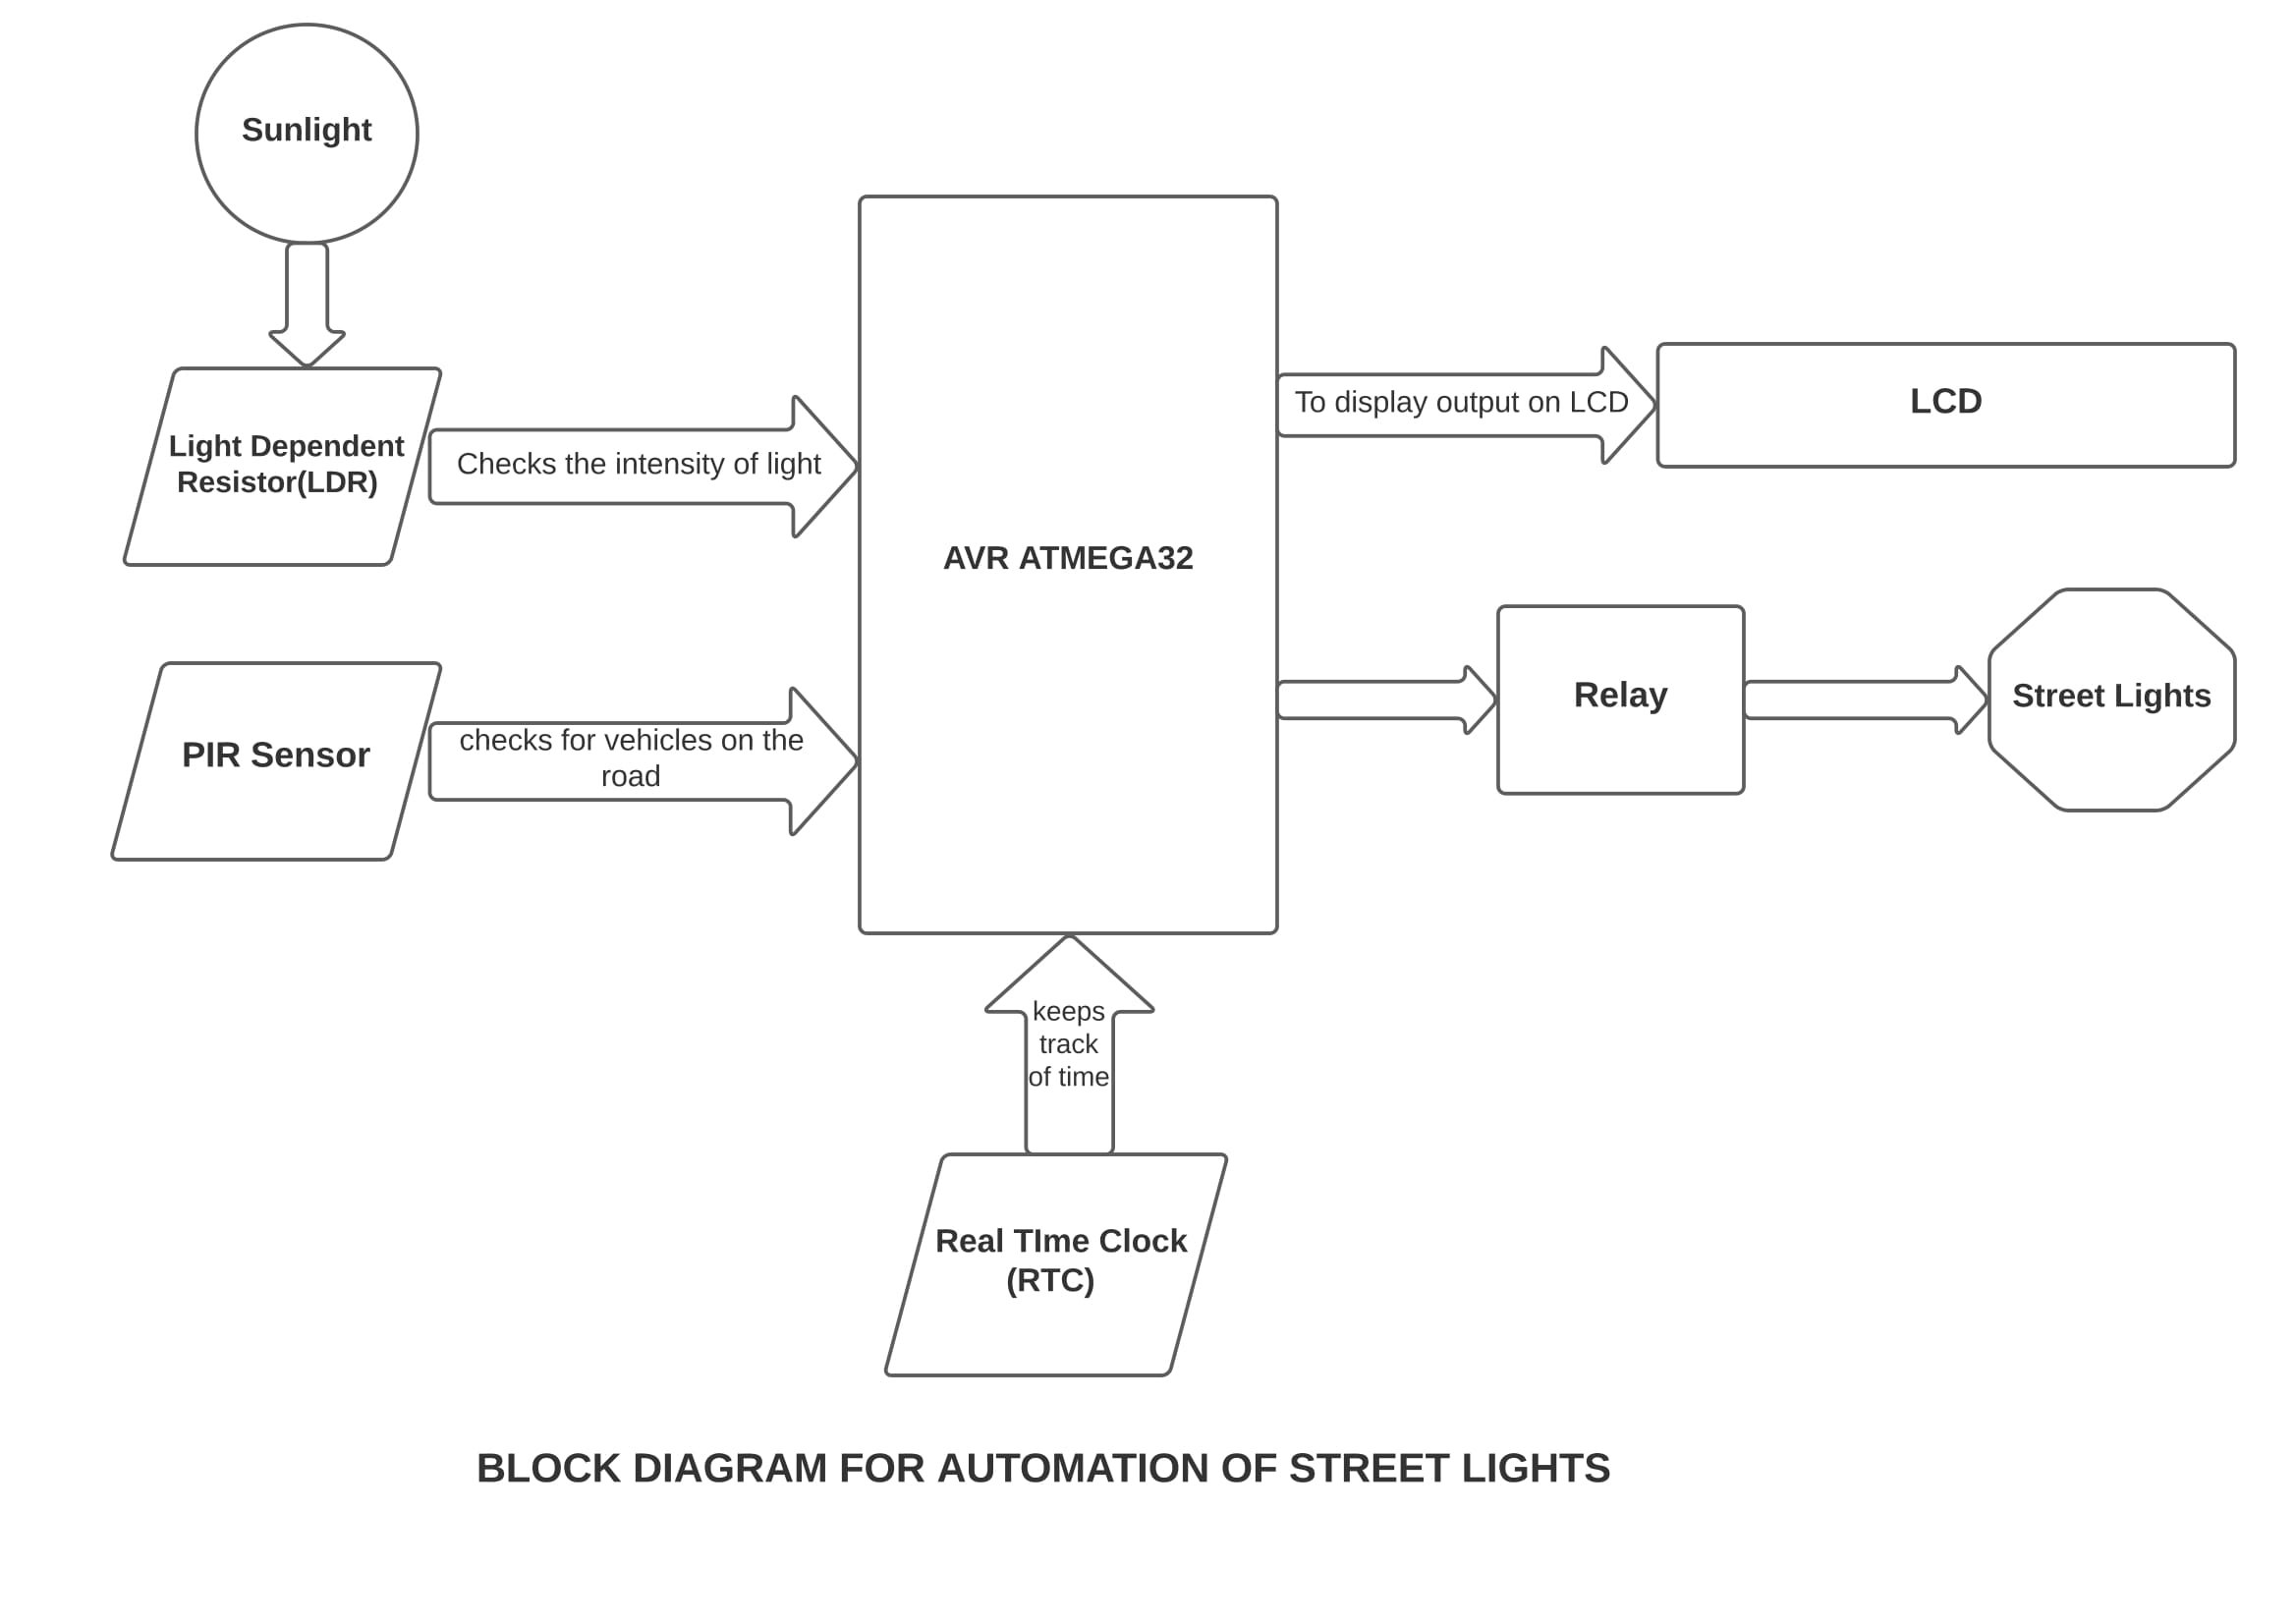 Sunlight
Light Dependent
Resistor(LDR)
Checks the intensity of light
AVR ATMEGA32
To display output on LCD
LCD
PIR Sensor
checks for vehicles on the
road
Relay
Street Lights
keeps
track
of time
Real TIme Clock
(RTC)
BLOCK DIAGRAM FOR AUTOMATION OF STREET LIGHTS